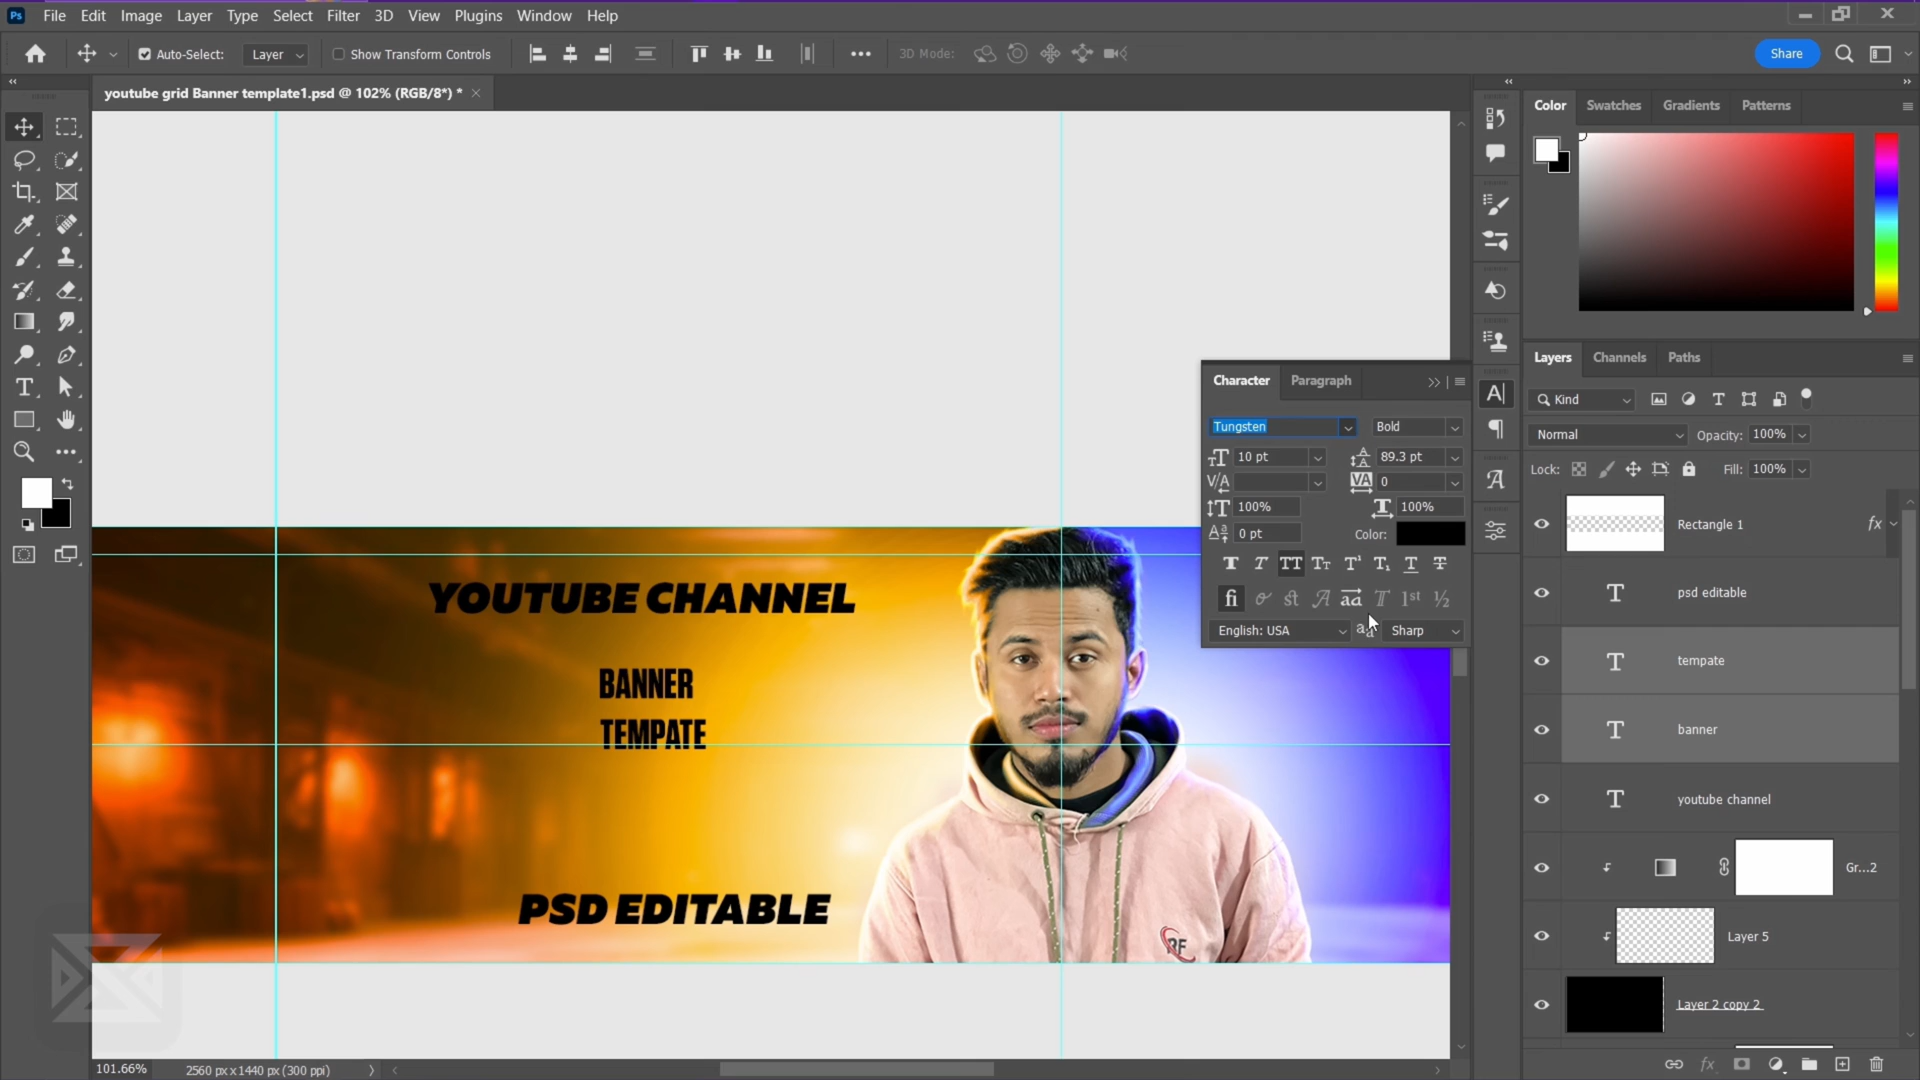 Ps File Edit Image Layer Type Select Filter 3D View Plugins Window Help
Auto-Select: Layer Show Transform Controls 3D Mode: Share
youtube grid Banner template1.psd @ 102% (RGB/8*) *
Color Swatches Gradients Patterns
Layers Channels Paths
Kind
Normal Opacity: 100%
Lock: Fill: 100%
Rectangle 1 fx
psd editable
tempate
banner
youtube channel
Gr...2
Layer 5
Layer 2 copy 2
Character Paragraph
Tungsten Bold
10 pt 89.3 pt
0
100% 100%
0 pt Color:
English: USA Sharp
YOUTUBE CHANNEL
BANNER
TEMPATE
PSD EDITABLE
RF
101.66% 2560 px x 1440 px (300 ppi)